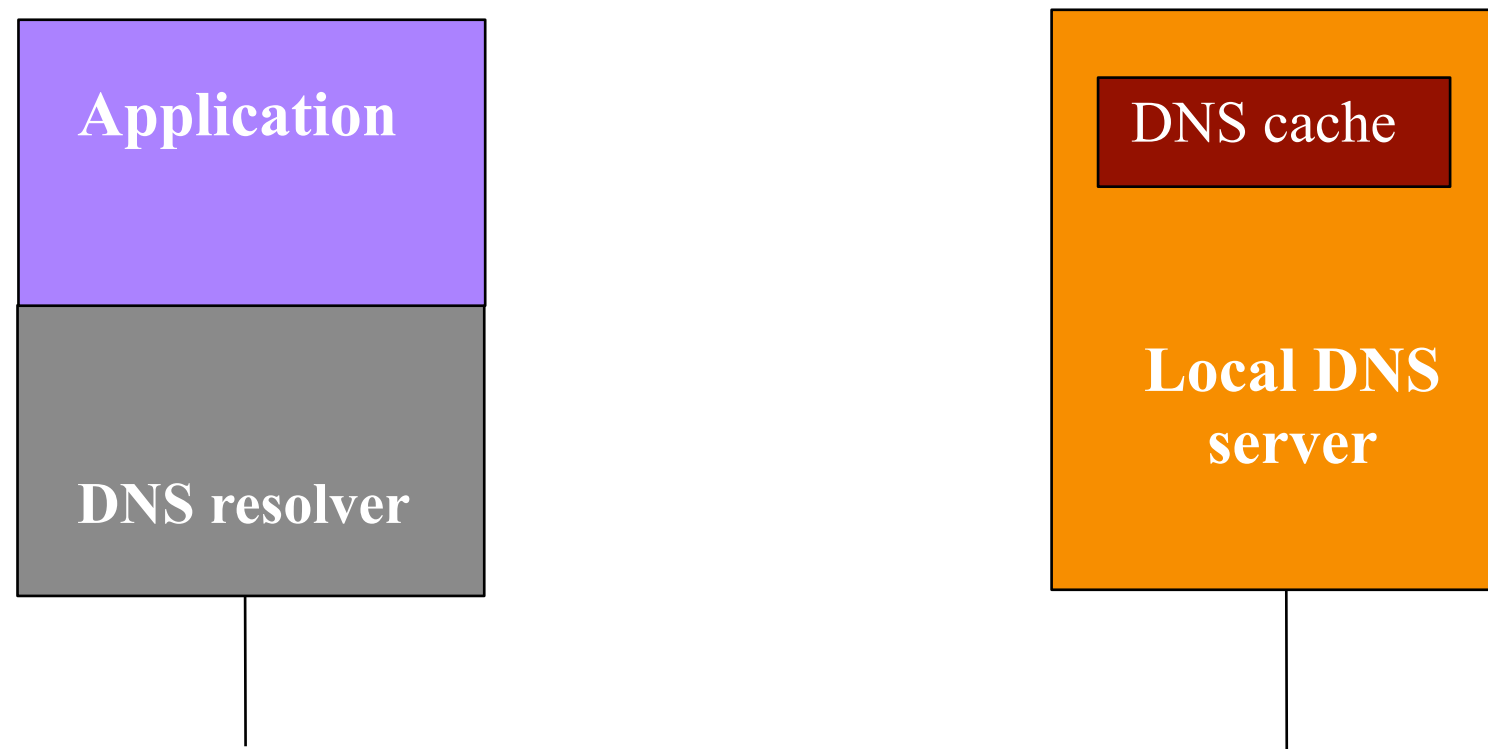 Application
DNS resolver
DNS cache
Local DNS
server